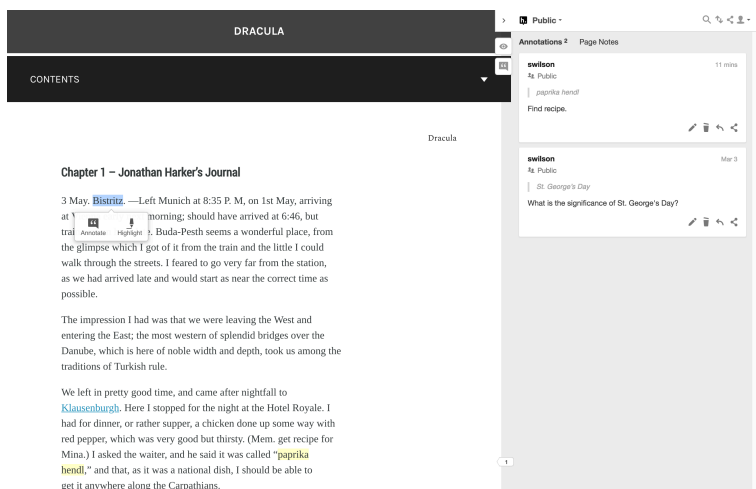 DRACULA
CONTENTS
Dracula
Chapter 1 – Jonathan Harker's Journal
3 May. Bistritz. —Left Munich at 8:35 P. M, on 1st May, arriving
at morning; should have arrived at 6:46, but
Annotate Highlight
Buda-Pesth seems a wonderful place, from
the glimpse which I got of it from the train and the little I could
walk through the streets. I feared to go very far from the station,
as we had arrived late and would start as near the correct time as
possible.
The impression I had was that we were leaving the West and
entering the East; the most western of splendid bridges over the
Danube, which is here of noble width and depth, took us among the
traditions of Turkish rule.
We left in pretty good time, and came after nightfall to
Klausenburgh. Here I stopped for the night at the Hotel Royale. I
had for dinner, or rather supper, a chicken done up some way with
red pepper, which was very good but thirsty. (Mem. get recipe for
Mina.) I asked the waiter, and he said it was called “paprika
hendl,” and that, as it was a national dish, I should be able to
get it anywhere along the Carpathians.
Public
Annotations 2 Page Notes
swilson 11 mins
Public
paprika hendl
Find recipe.
swilson Mar 3
Public
St. George's Day
What is the significance of St. George's Day?
1